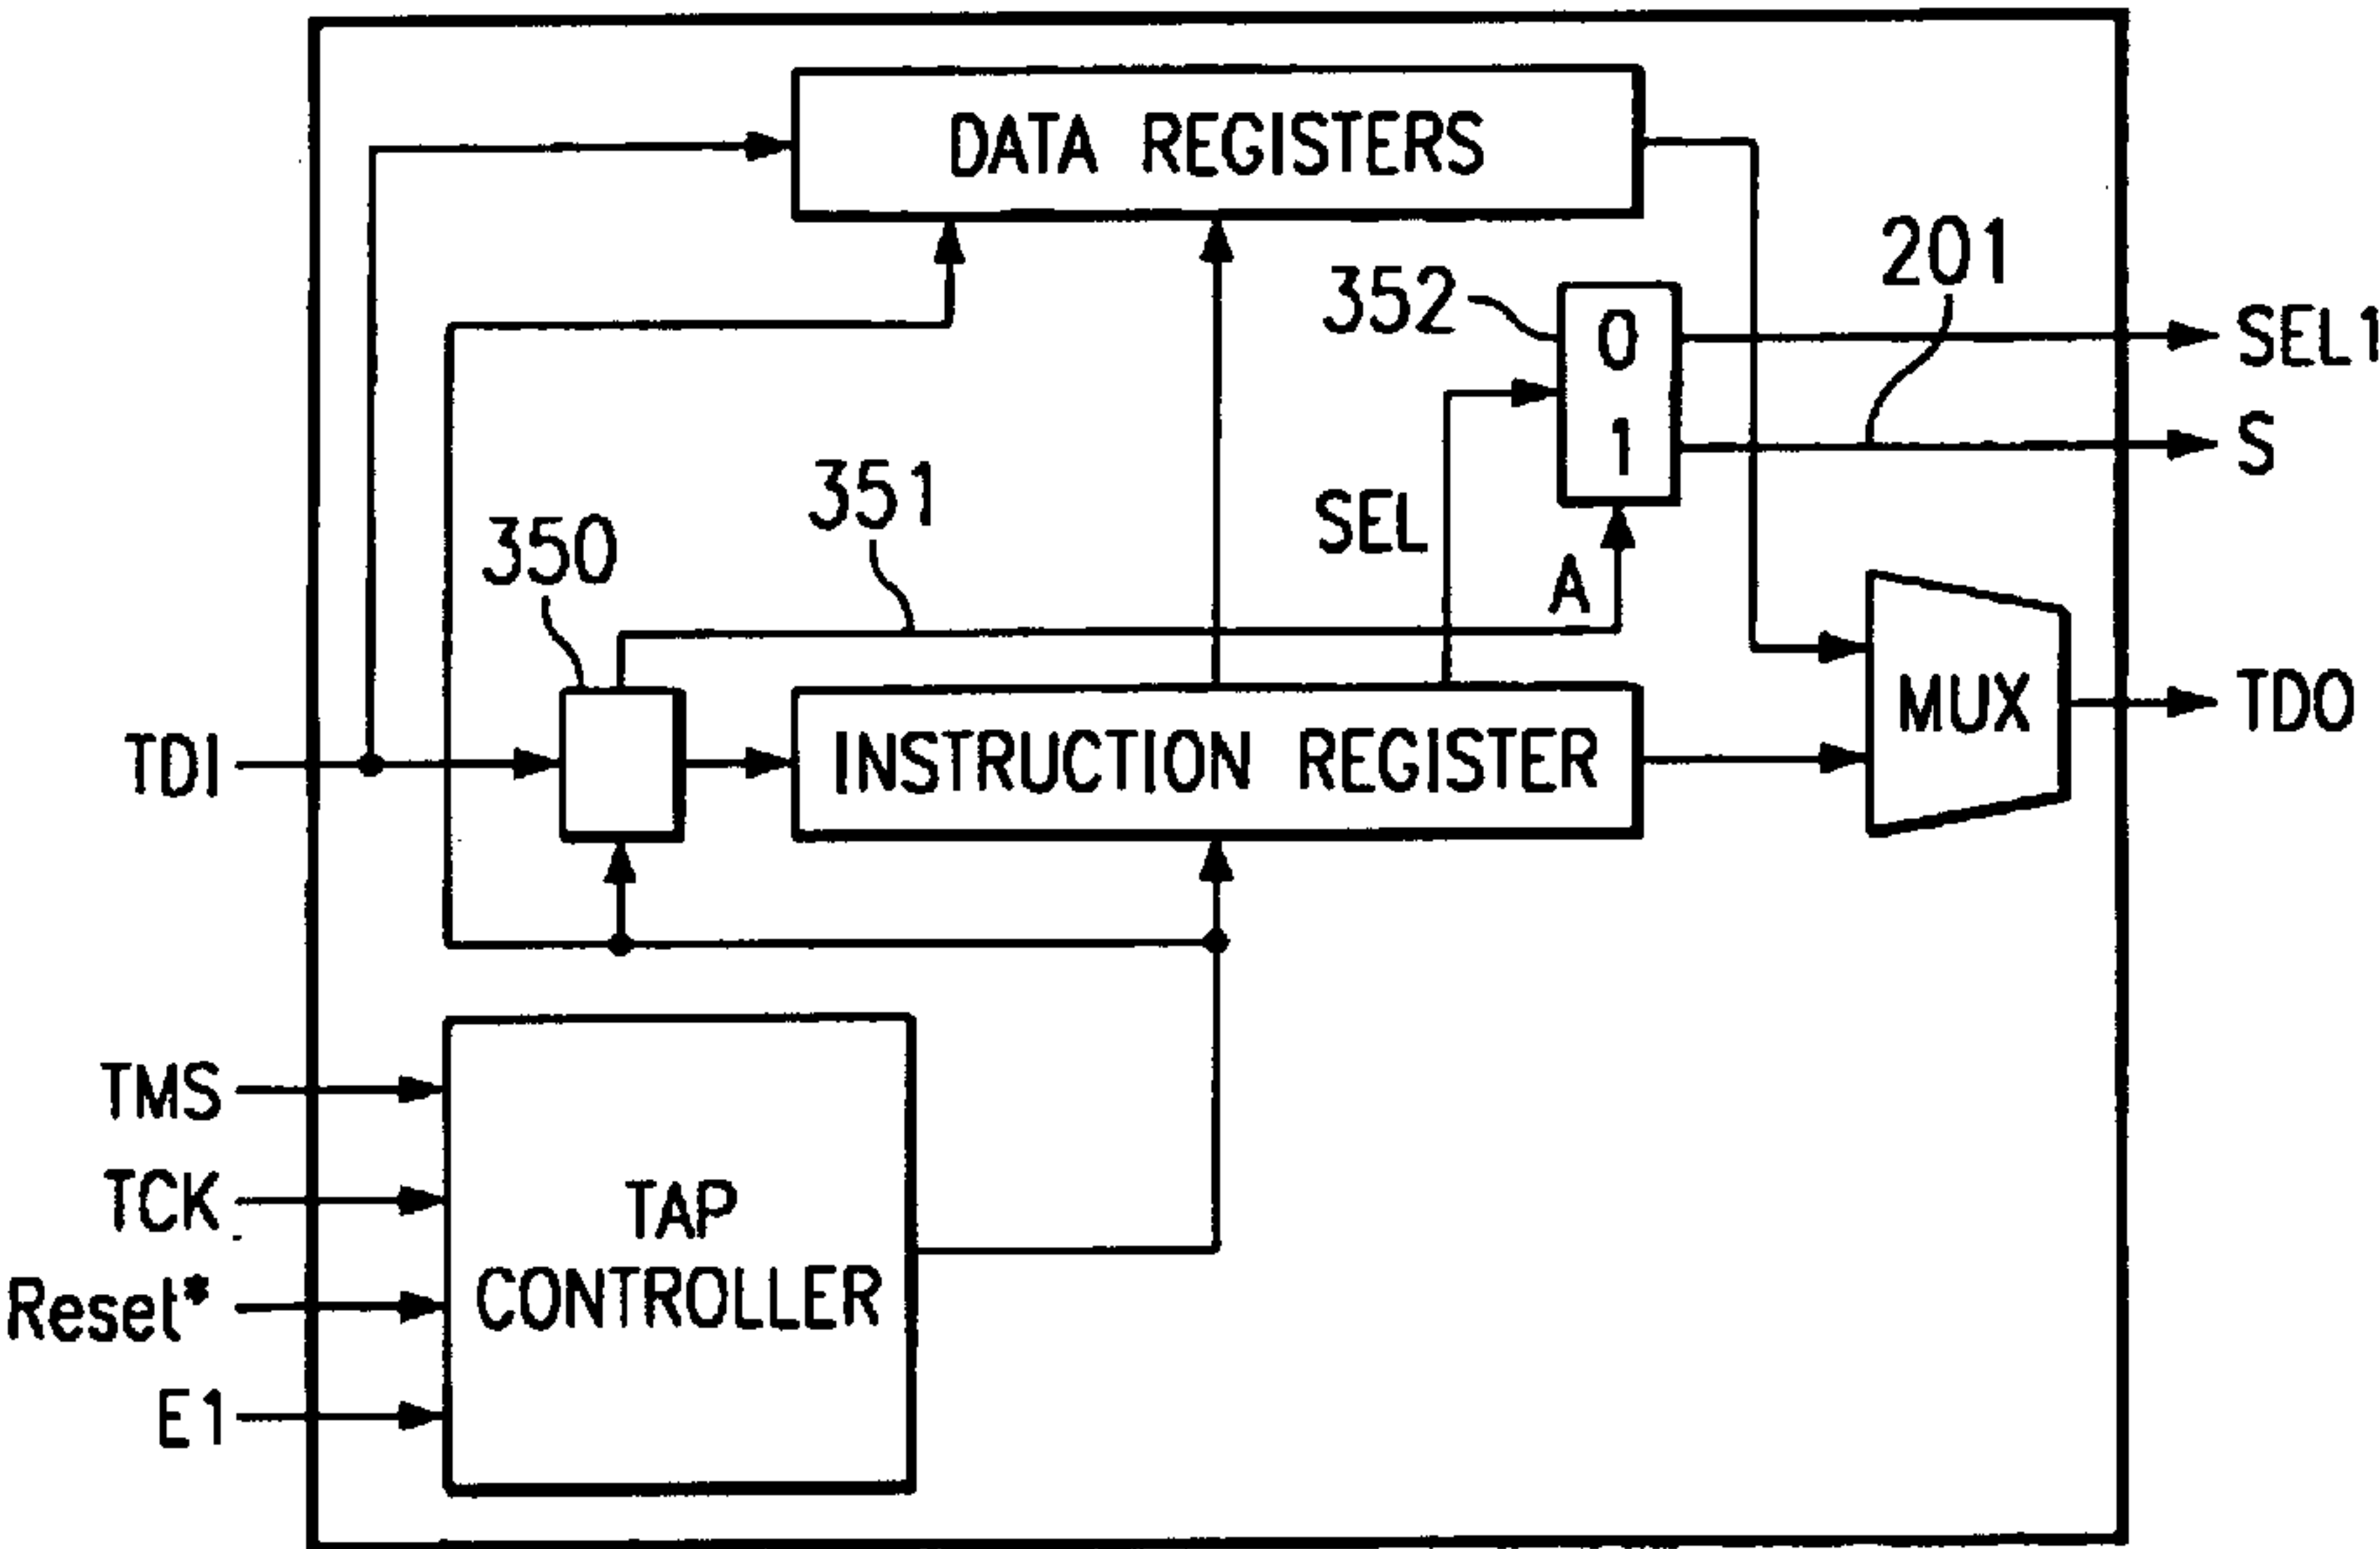 DATA REGISTERS
201
352
0
SEL1
1
S
351
SEL
350
A
MUX
TDO
TDI
INSTRUCTION REGISTER
TMS
TCK
TAP
CONTROLLER
Reset*
E1